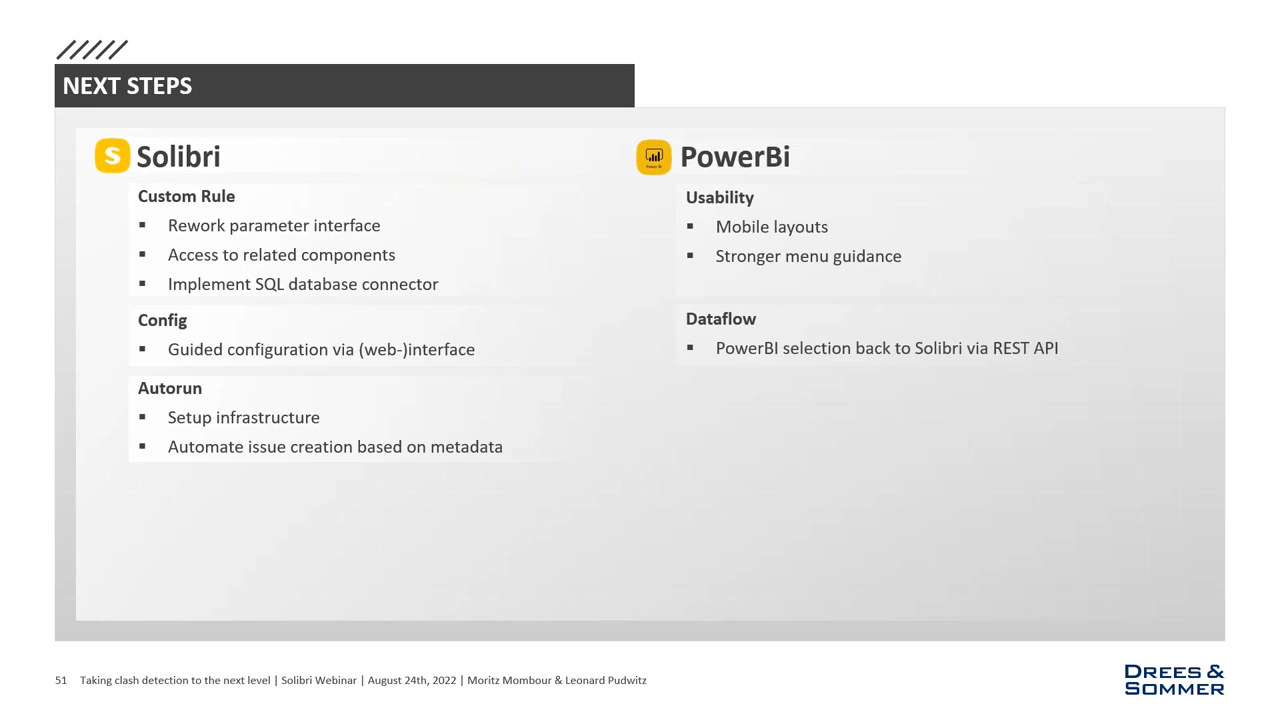 NEXT STEPS
S Solibri
Custom Rule
▪ Rework parameter interface
▪ Access to related components
▪ Implement SQL database connector
Config
▪ Guided configuration via (web-)interface
Autorun
▪ Setup infrastructure
▪ Automate issue creation based on metadata
Power BI
PowerBi
Usability
▪ Mobile layouts
▪ Stronger menu guidance
Dataflow
▪ PowerBI selection back to Solibri via REST API
51 Taking clash detection to the next level | Solibri Webinar | August 24th, 2022 | Moritz Mombour & Leonard Pudwitz
DREES &
SOMMER